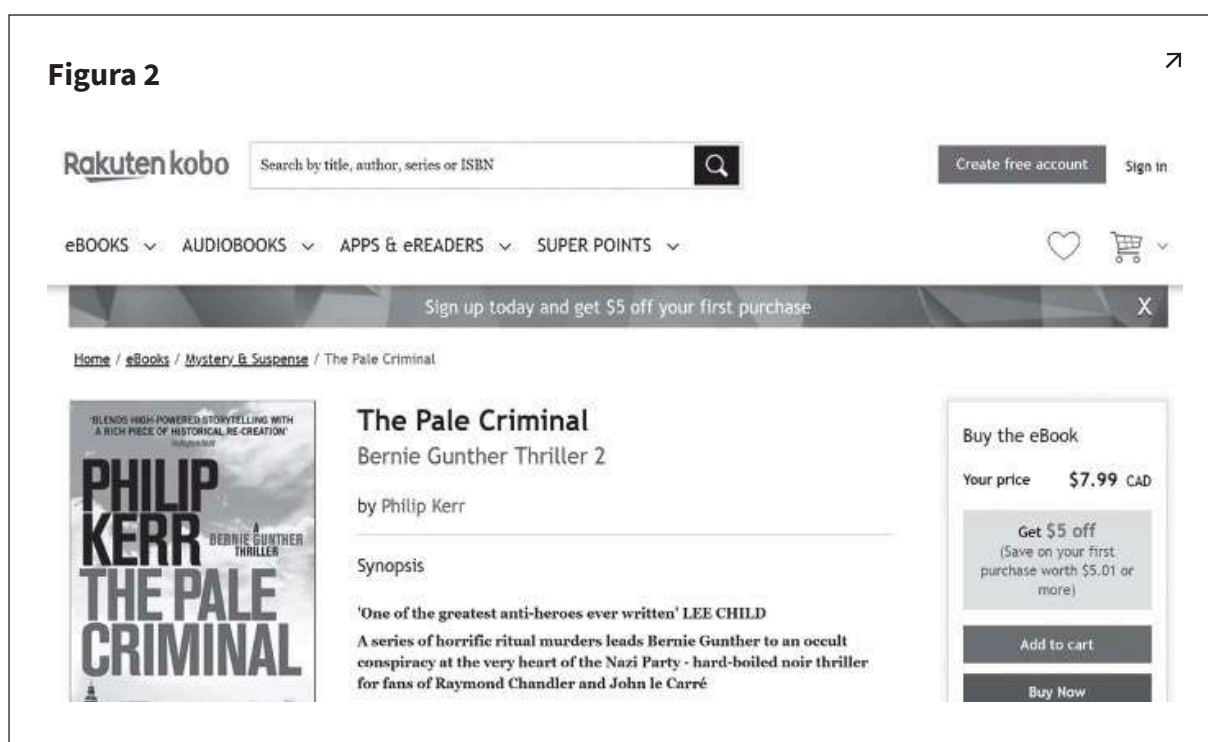 Figura 2
Rakuten kobo
Search by title, author, series or ISBN
Create free account
Sign in
eBOOKS
AUDIOBOOKS
APPS & eREADERS
SUPER POINTS
Sign up today and get $5 off your first purchase
X
Home / eBooks / Mystery & Suspense / The Pale Criminal
'BLENDS HIGH-POWERED STORYTELLING WITH
A RICH PIECE OF HISTORICAL RE-CREATION'
Independent
PHILIP
KERR
A
BERNIE GUNTHER
THRILLER
THE PALE
CRIMINAL
The Pale Criminal
Bernie Gunther Thriller 2
by Philip Kerr
Synopsis
'One of the greatest anti-heroes ever written' LEE CHILD
A series of horrific ritual murders leads Bernie Gunther to an occult
conspiracy at the very heart of the Nazi Party - hard-boiled noir thriller
for fans of Raymond Chandler and John le Carré
Buy the eBook
Your price $7.99 CAD
Get $5 off
(Save on your first
purchase worth $5.01 or
more)
Add to cart
Buy Now